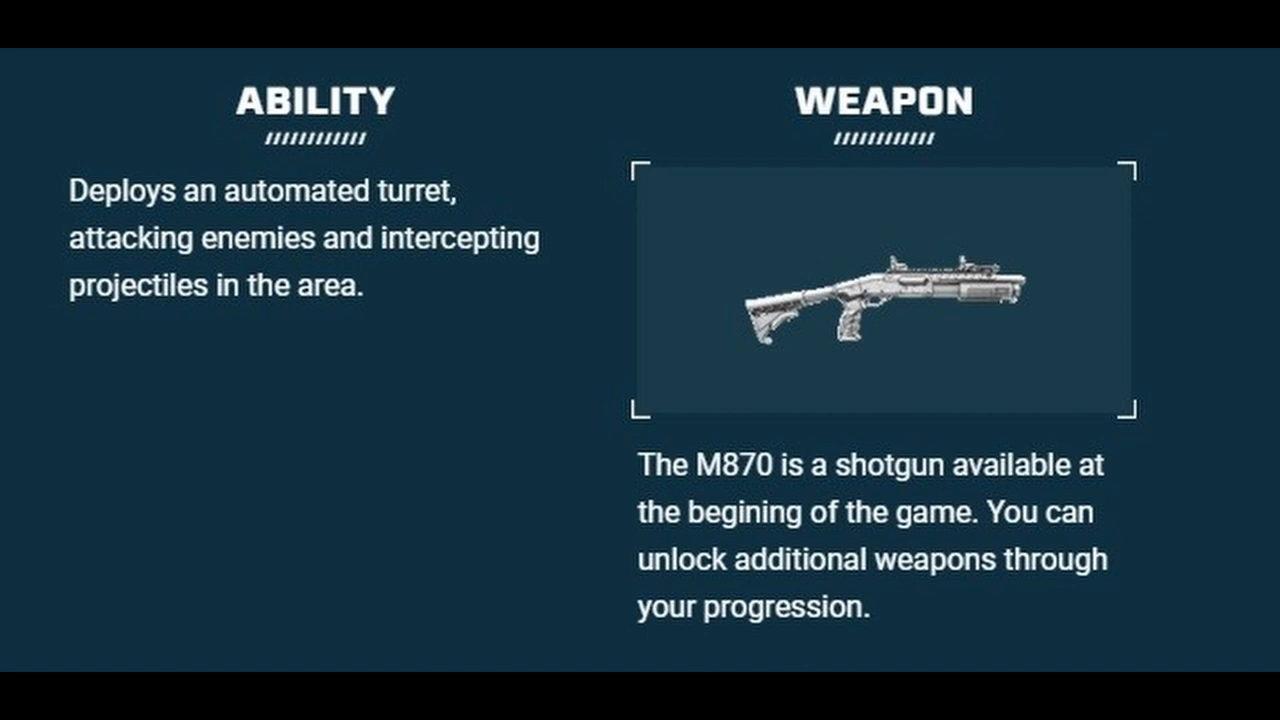 ABILITY
Deploys an automated turret,
attacking enemies and intercepting
projectiles in the area.
WEAPON
The M870 is a shotgun available at
the begining of the game. You can
unlock additional weapons through
your progression.